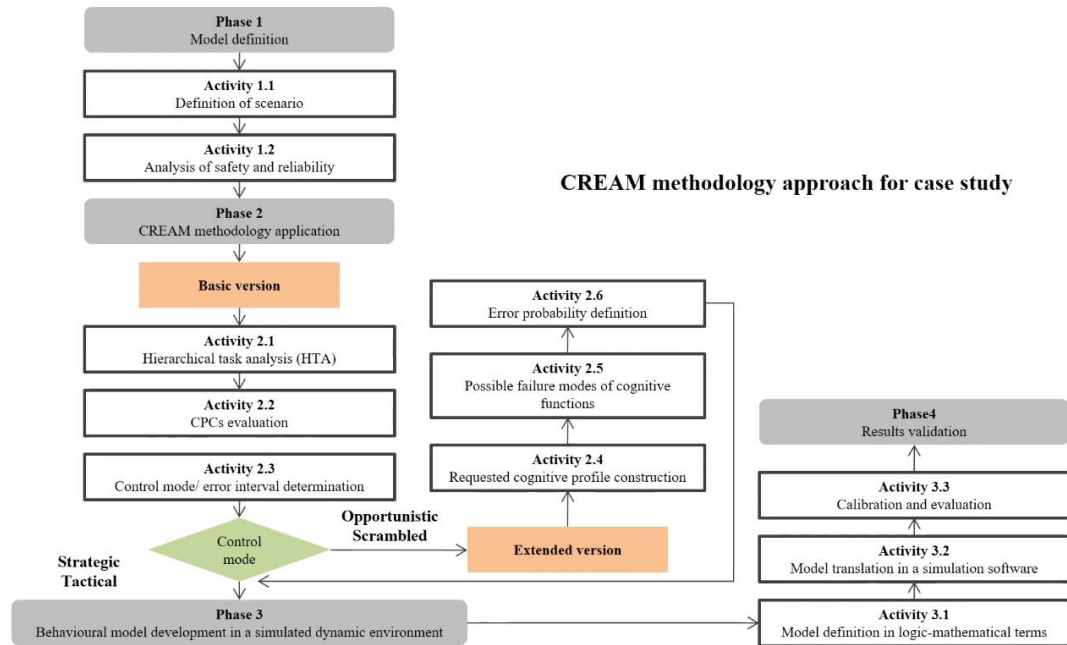 Phase 1
Model definition
Activity 1.1
Definition of scenario
Activity 1.2
Analysis of safety and reliability
CREAM methodology approach for case study
Phase 2
CREAM methodology application
Basic version
Activity 2.1
Hierarchical task analysis (HTA)
Activity 2.2
CPCs evaluation
Activity 2.3
Control mode/ error interval determination
Control
mode
Strategic
Tactical
Opportunistic
Scrambled
Extended version
Activity 2.4
Requested cognitive profile construction
Activity 2.5
Possible failure modes of cognitive
functions
Activity 2.6
Error probability definition
Phase 3
Behavioural model development in a simulated dynamic environment
Activity 3.1
Model definition in logic-mathematical terms
Activity 3.2
Model translation in a simulation software
Activity 3.3
Calibration and evaluation
Phase4
Results validation